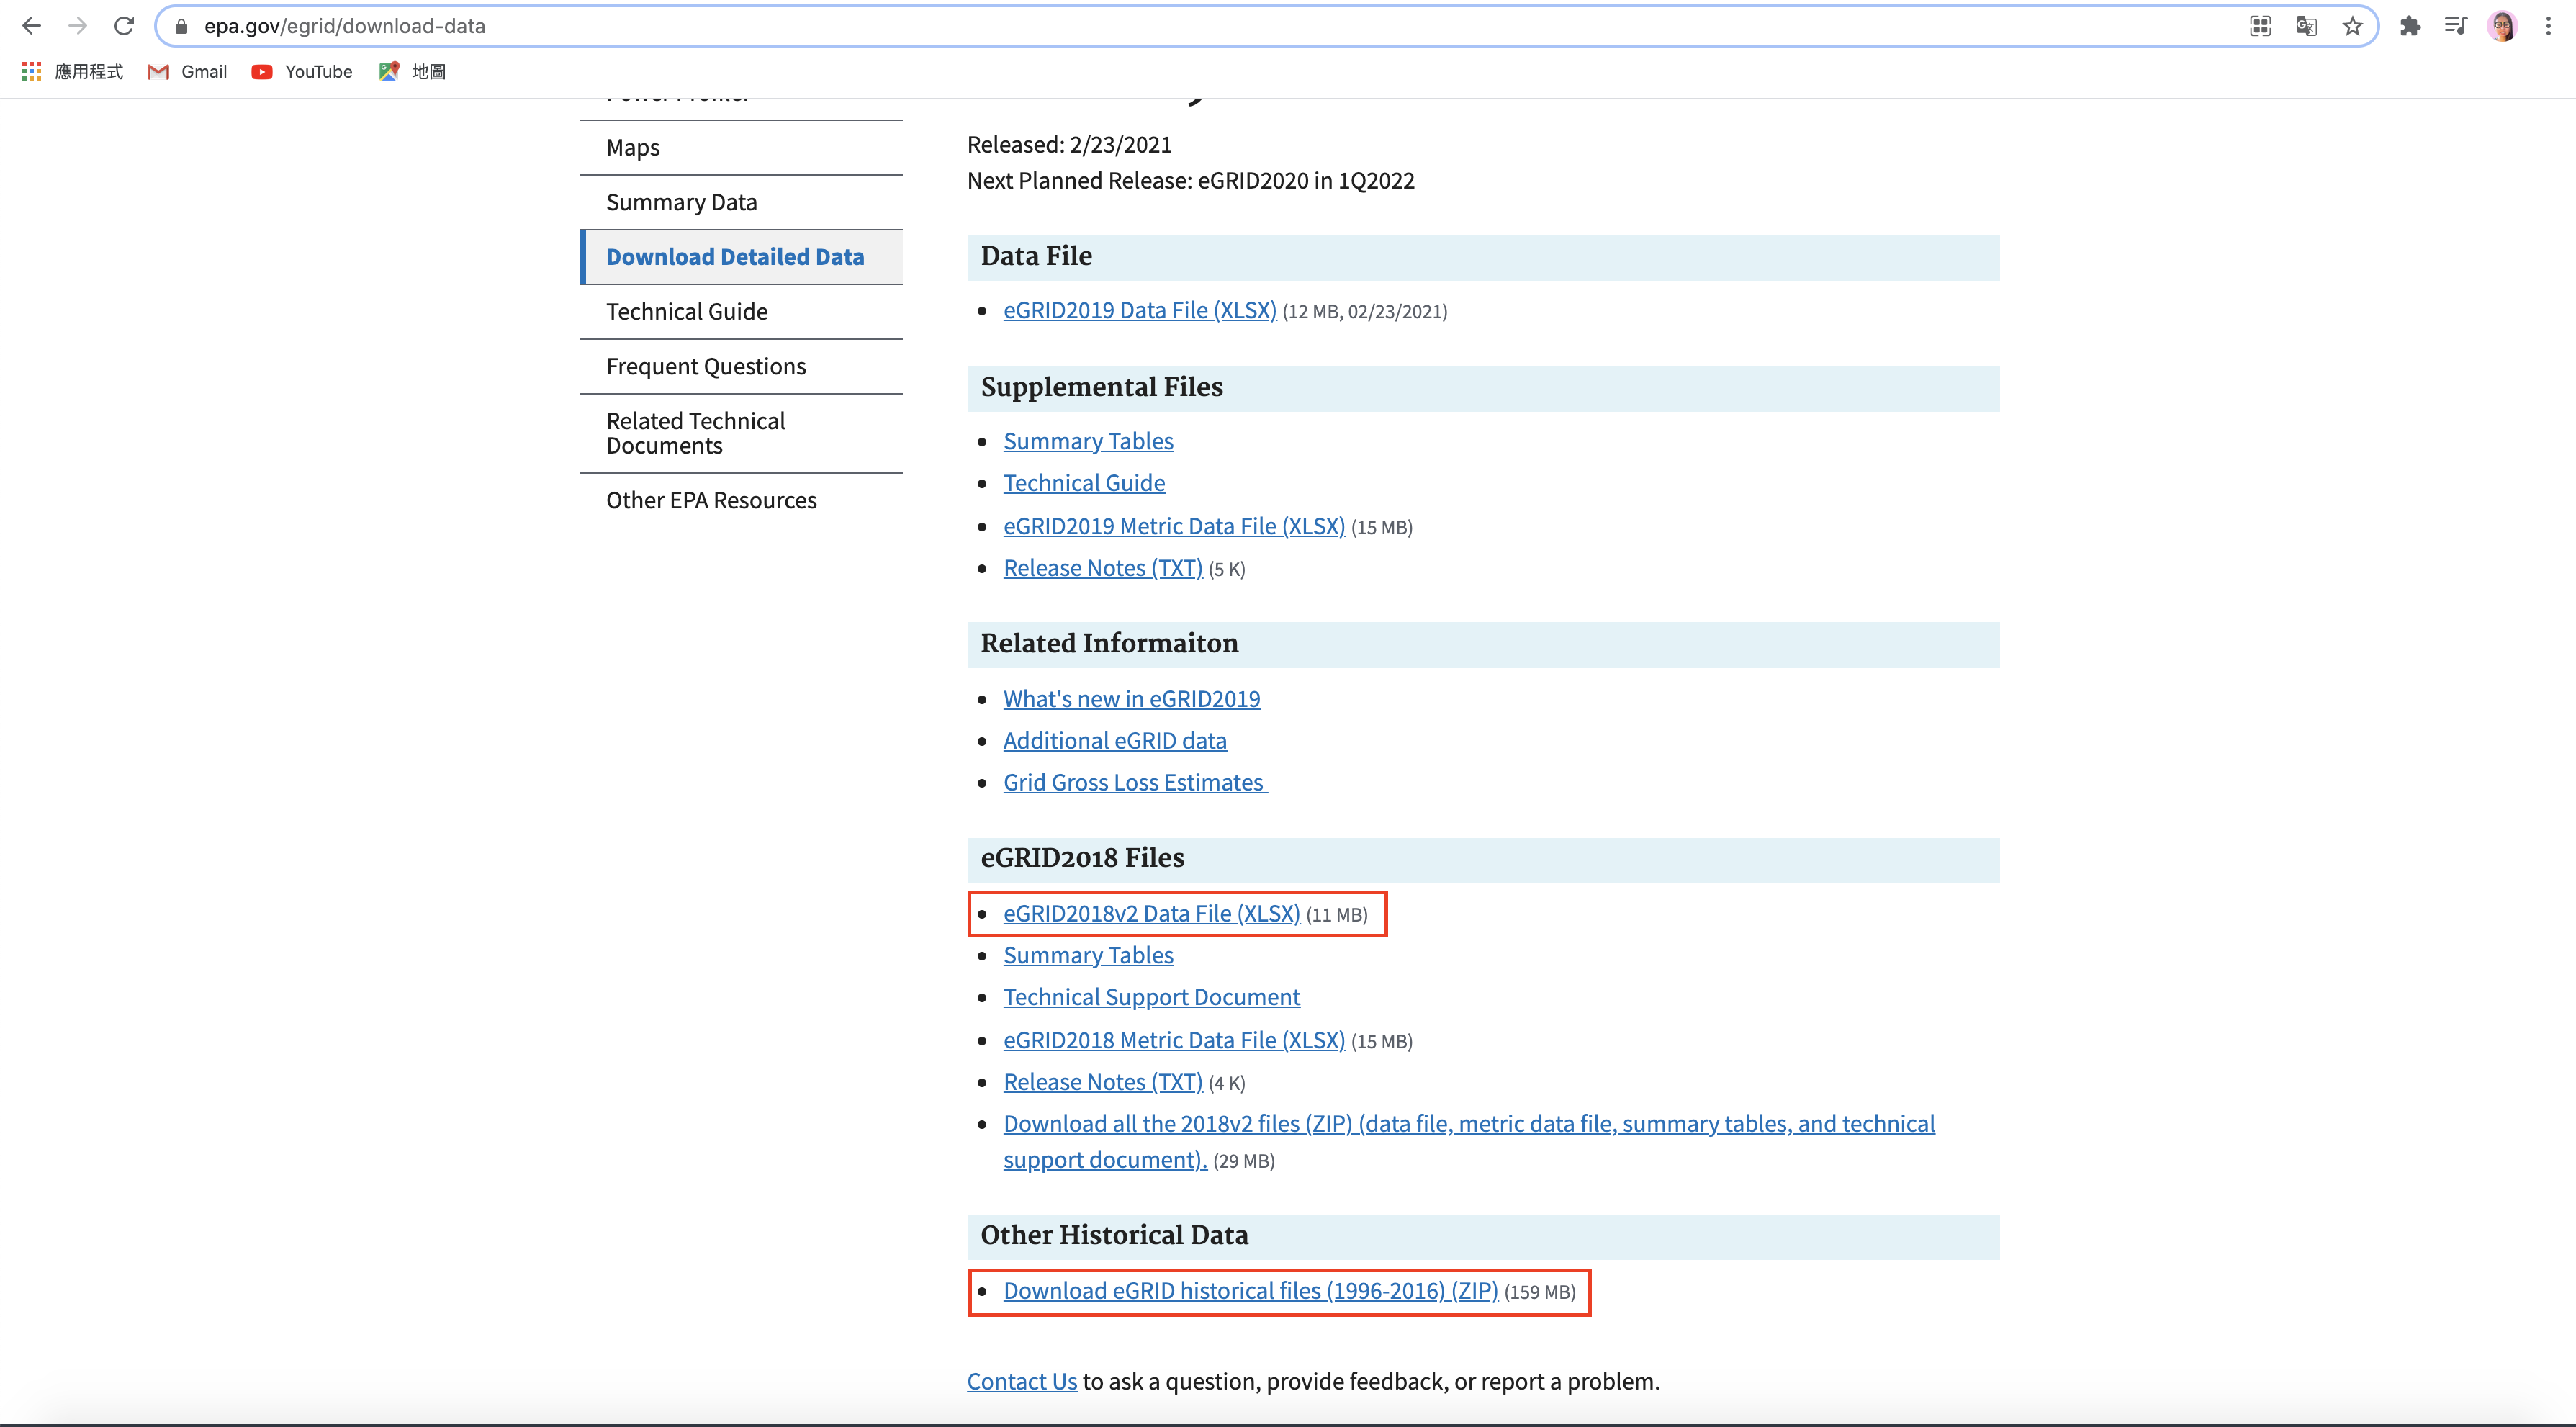 epa.gov/egrid/download-data
應用程式 Gmail YouTube 地圖
Power Profiler
Maps
Summary Data
Download Detailed Data
Technical Guide
Frequent Questions
Related Technical
Documents
Other EPA Resources
Released: 2/23/2021
Next Planned Release: eGRID2020 in 1Q2022
Data File
eGRID2019 Data File (XLSX) (12 MB, 02/23/2021)
Supplemental Files
Summary Tables
Technical Guide
eGRID2019 Metric Data File (XLSX) (15 MB)
Release Notes (TXT) (5 K)
Related Informaiton
What's new in eGRID2019
Additional eGRID data
Grid Gross Loss Estimates
eGRID2018 Files
eGRID2018v2 Data File (XLSX) (11 MB)
Summary Tables
Technical Support Document
eGRID2018 Metric Data File (XLSX) (15 MB)
Release Notes (TXT) (4 K)
Download all the 2018v2 files (ZIP) (data file, metric data file, summary tables, and technical
support document). (29 MB)
Other Historical Data
Download eGRID historical files (1996-2016) (ZIP) (159 MB)
Contact Us to ask a question, provide feedback, or report a problem.